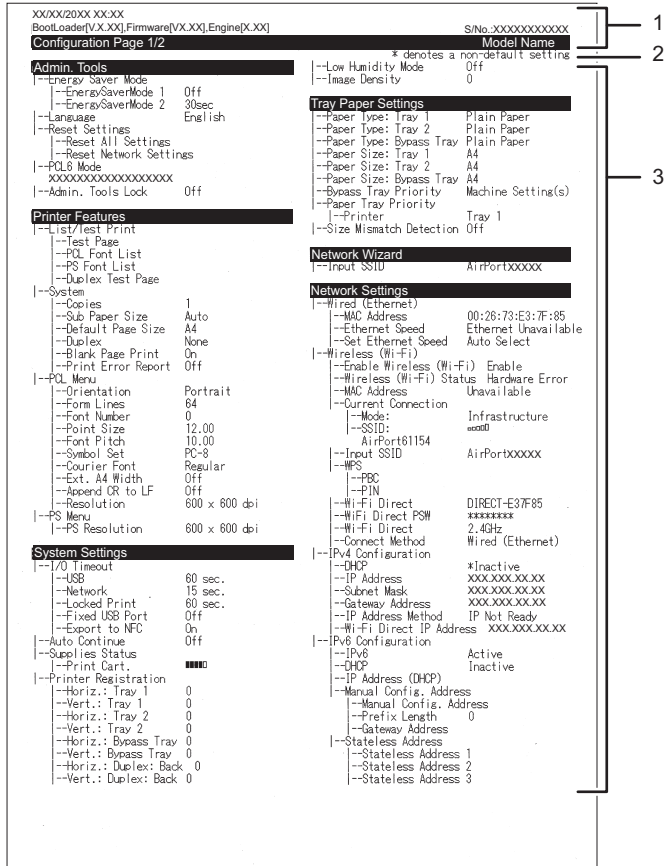 XX/XX/20XX XX:XX
BootLoader[V.X.XX],Firmware[VX.XX],Engine[X.XX]
S/No.:XXXXXXXXXXX
Configuration Page 1/2
Model Name
* denotes a non-default setting
1
2
3
Admin. Tools
|--Energy Saver Mode
|--EnergySaverMode 1 Off
|--EnergySaverMode 2 30sec
|--Language English
|--Reset Settings
|--Reset All Settings
|--Reset Network Settings
|--PCL6 Mode
XXXXXXXXXXXXXXXXXX
|--Admin. Tools Lock Off
Printer Features
|--List/Test Print
|--Test Page
|--PCL Font List
|--PS Font List
|--Duplex Test Page
|--System
|--Copies 1
|--Sub Paper Size Auto
|--Default Page Size A4
|--Duplex None
|--Blank Page Print On
|--Print Error Report Off
|--PCL Menu
|--Orientation Portrait
|--Form Lines 64
|--Font Number 0
|--Point Size 12.00
|--Font Pitch 10.00
|--Symbol Set PC-8
|--Courier Font Regular
|--Ext. A4 Width Off
|--Append CR to LF Off
|--Resolution 600 x 600 dpi
|--PS Menu
|--PS Resolution 600 x 600 dpi
System Settings
|--I/O Timeout
|--USB 60 sec.
|--Network 15 sec.
|--Locked Print 60 sec.
|--Fixed USB Port Off
|--Export to NFC On
|--Auto Continue Off
|--Supplies Status
|--Print Cart.
|--Printer Registration
|--Horiz.: Tray 1 0
|--Vert.: Tray 1 0
|--Horiz.: Tray 2 0
|--Vert.: Tray 2 0
|--Horiz.: Bypass Tray 0
|--Vert.: Bypass Tray 0
|--Horiz.: Duplex: Back 0
|--Vert.: Duplex: Back 0
|--Low Humidity Mode Off
|--Image Density 0
Tray Paper Settings
|--Paper Type: Tray 1 Plain Paper
|--Paper Type: Tray 2 Plain Paper
|--Paper Type: Bypass Tray Plain Paper
|--Paper Size: Tray 1 A4
|--Paper Size: Tray 2 A4
|--Paper Size: Bypass Tray A4
|--Bypass Tray Priority Machine Setting(s)
|--Paper Tray Priority
|--Printer Tray 1
|--Size Mismatch Detection Off
Network Wizard
|--Input SSID AirPortXXXXX
Network Settings
|--Wired (Ethernet)
|--MAC Address 00:26:73:E3:7F:85
|--Ethernet Speed Ethernet Unavailable
|--Set Ethernet Speed Auto Select
|--Wireless (Wi-Fi)
|--Enable Wireless (Wi-Fi) Enable
|--Wireless (Wi-Fi) Status Hardware Error
|--MAC Address Unavailable
|--Current Connection
|--Mode: Infrastructure
|--SSID:
AirPort61154
|--Input SSID AirPortXXXXX
|--WPS
|--PBC
|--PIN
|--Wi-Fi Direct DIRECT-E37F85
|--WiFi Direct PSW ********
|--Wi-Fi Direct 2.4GHz
|--Connect Method Wired (Ethernet)
|--IPv4 Configuration
|--DHCP *Inactive
|--IP Address XXX.XXX.XX.XX
|--Subnet Mask XXX.XXX.XX.XX
|--Gateway Address XXX.XXX.XX.XX
|--IP Address Method IP Not Ready
|--Wi-Fi Direct IP Address XXX.XXX.XX.XX
|--IPv6 Configuration
|--IPv6 Active
|--DHCP Inactive
|--IP Address (DHCP)
|--Manual Config. Address
|--Manual Config. Address
|--Prefix Length 0
|--Gateway Address
|--Stateless Address
|--Stateless Address 1
|--Stateless Address 2
|--Stateless Address 3